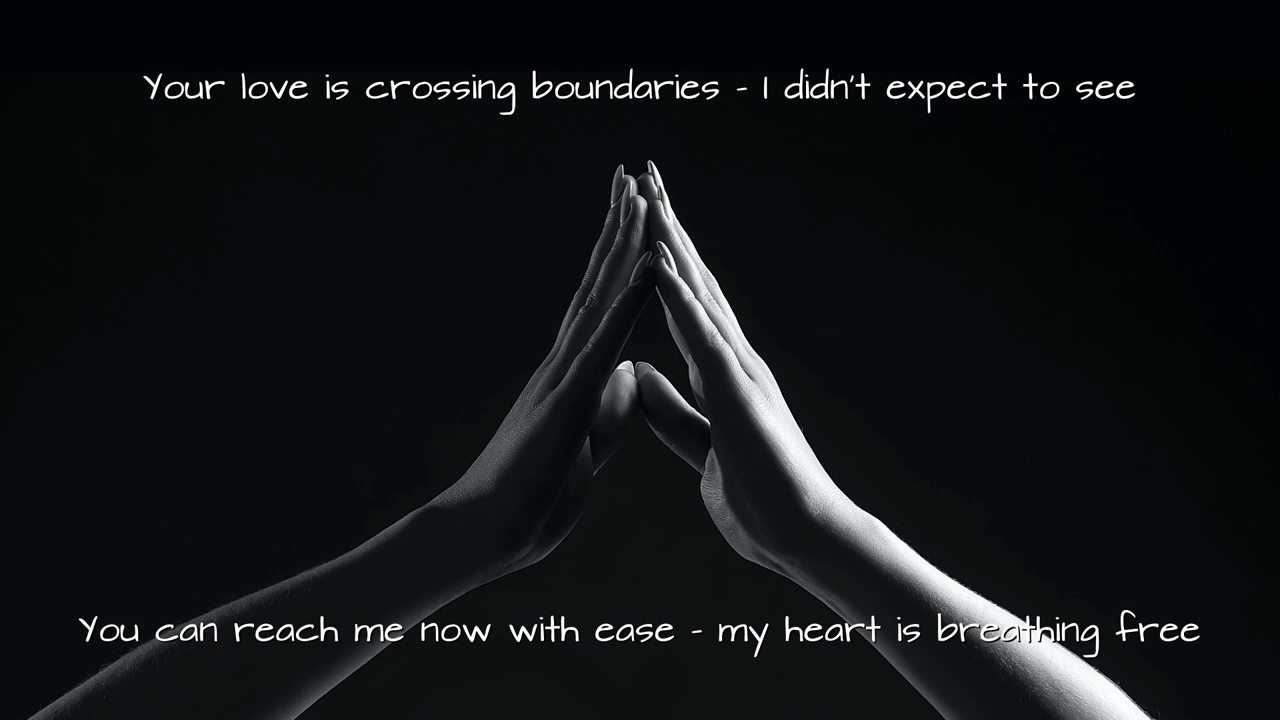 Your love is crossing boundaries - I didn't expect to see
You can reach me now with ease - my heart is breathing free